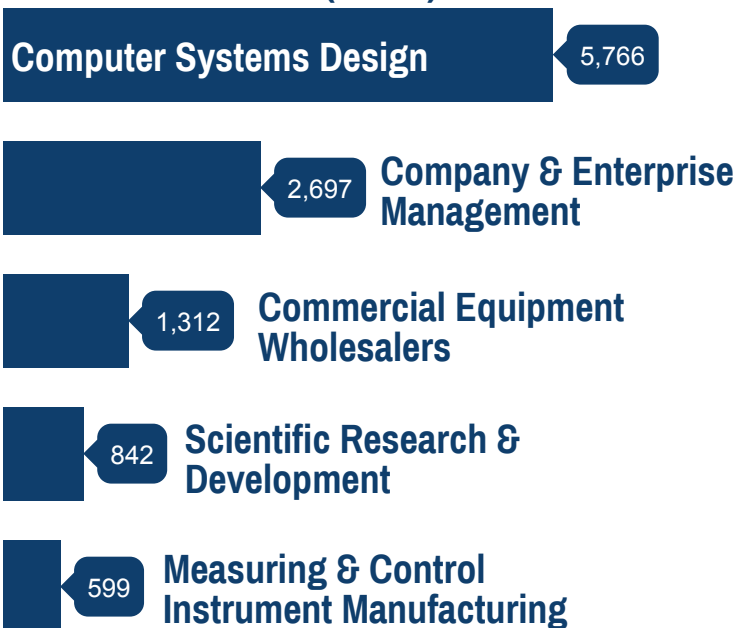 Computer Systems Design
5,766
2,697
Company & Enterprise
Management
1,312
Commercial Equipment
Wholesalers
842
Scientific Research &
Development
599
Measuring & Control
Instrument Manufacturing